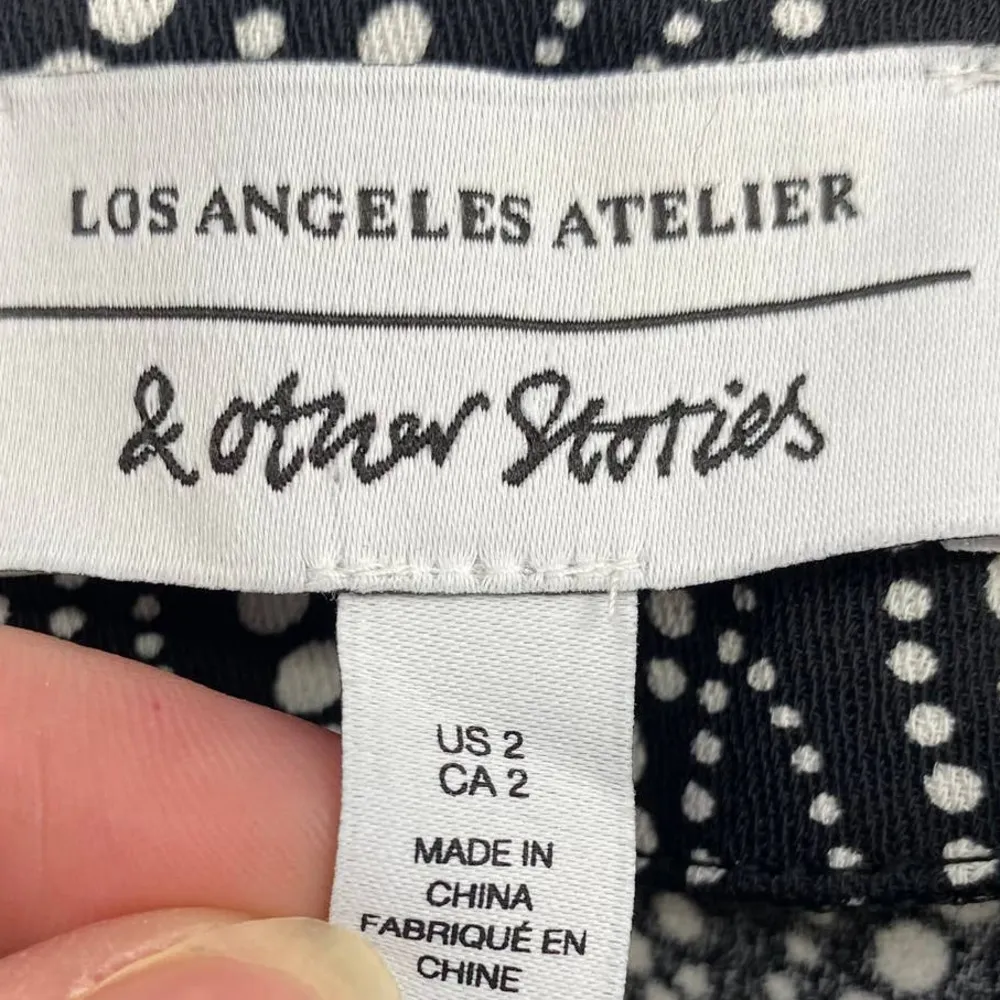 LOS ANGELES ATELIER
& other Stories
US 2
CA 2
MADE IN
CHINA
FABRIQUÉ EN
CHINE